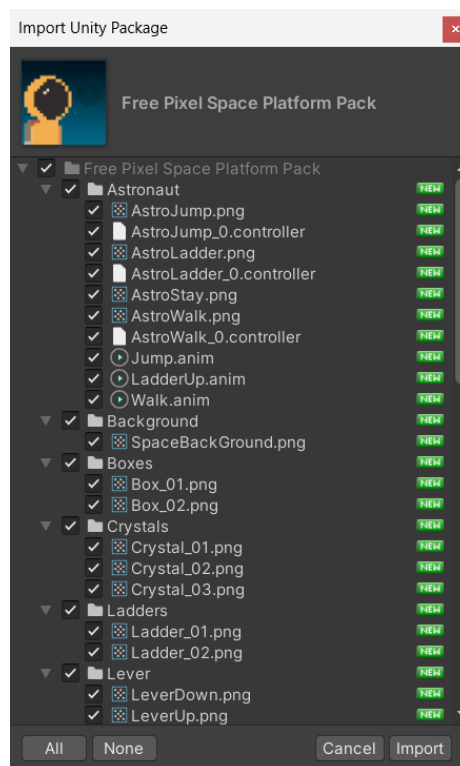 Import Unity Package
Free Pixel Space Platform Pack
Free Pixel Space Platform Pack
Astronaut NEW
AstroJump.png NEW
AstroJump_0.controller NEW
AstroLadder.png NEW
AstroLadder_0.controller NEW
AstroStay.png NEW
AstroWalk.png NEW
AstroWalk_0.controller NEW
Jump.anim NEW
LadderUp.anim NEW
Walk.anim NEW
Background NEW
SpaceBackGround.png NEW
Boxes NEW
Box_01.png NEW
Box_02.png NEW
Crystals NEW
Crystal_01.png NEW
Crystal_02.png NEW
Crystal_03.png NEW
Ladders NEW
Ladder_01.png NEW
Ladder_02.png NEW
Lever NEW
LeverDown.png NEW
LeverUp.png NEW
All None Cancel Import